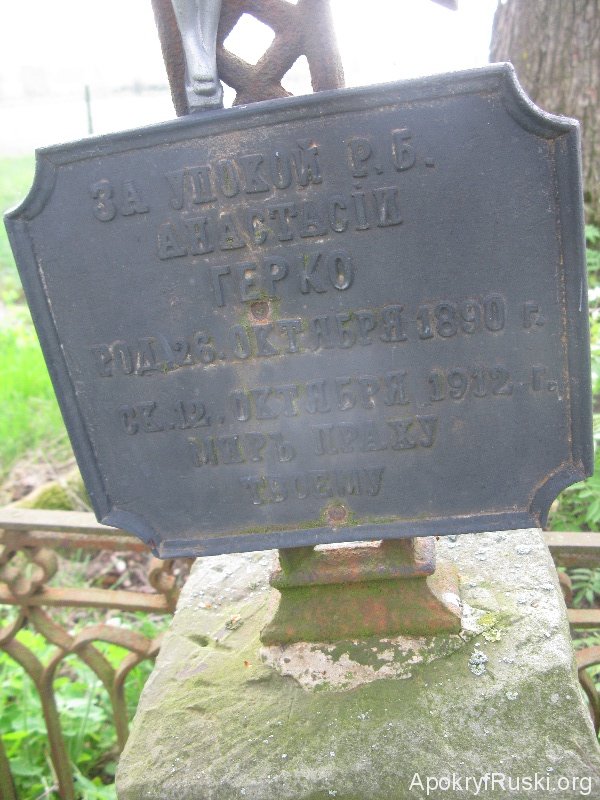 ЗА УПОКОЙ Р. Б.
АНАСТАСІИ
ГЕРКО
РОД. 26. ОКТЯБРЯ 1890 г.
СК. 12. ОКТЯБРЯ 1912 г.
МИРЪ ПРАХУ
ТВОЕМУ
ApokryfRuski.org